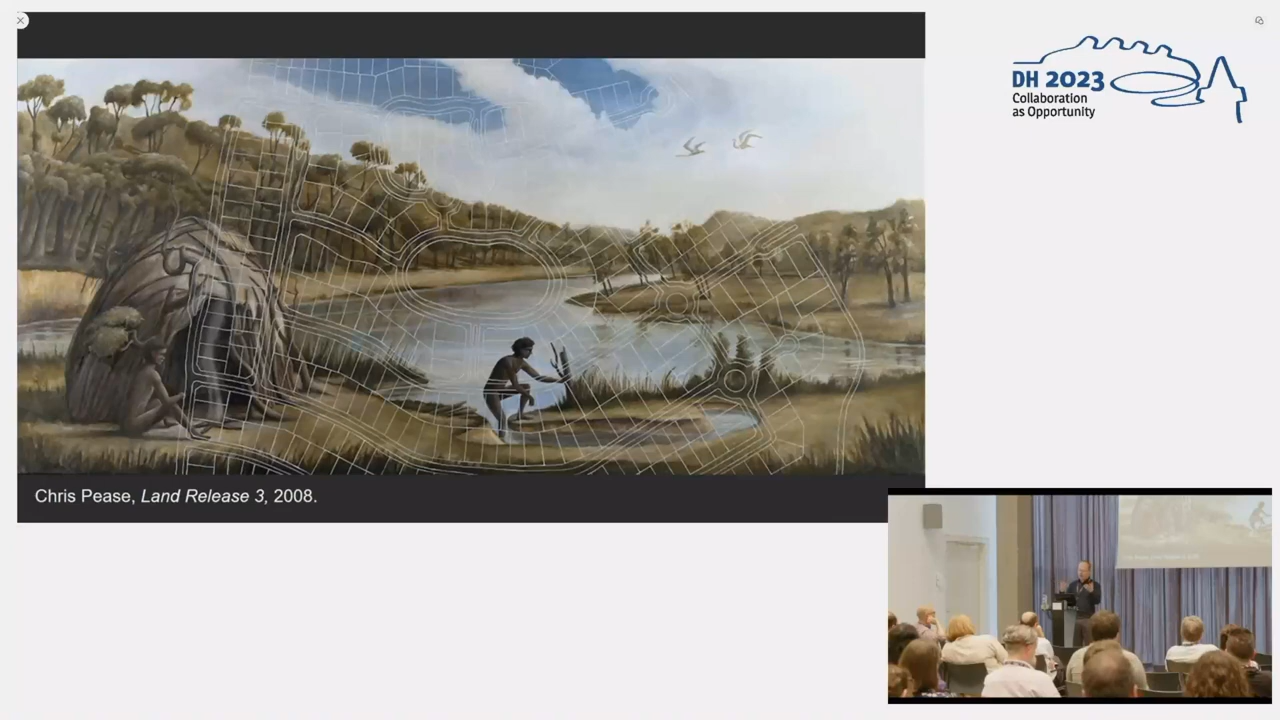 DH 2023
Collaboration
as Opportunity
Chris Pease, Land Release 3, 2008.